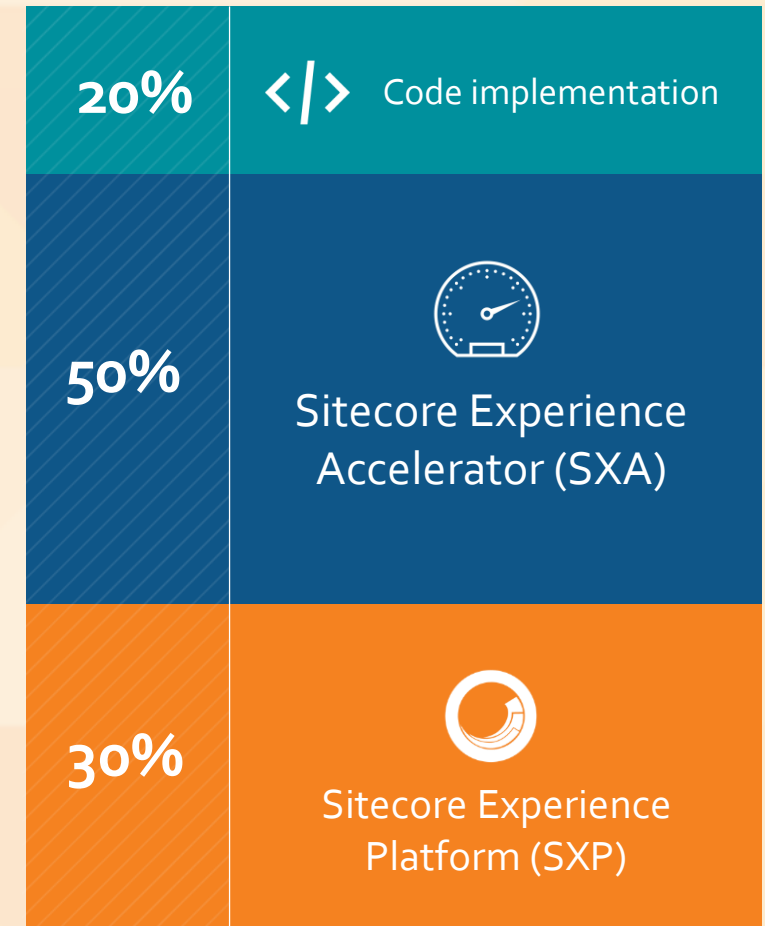 20%
</> Code implementation
50%
Sitecore Experience
Accelerator (SXA)
30%
Sitecore Experience
Platform (SXP)